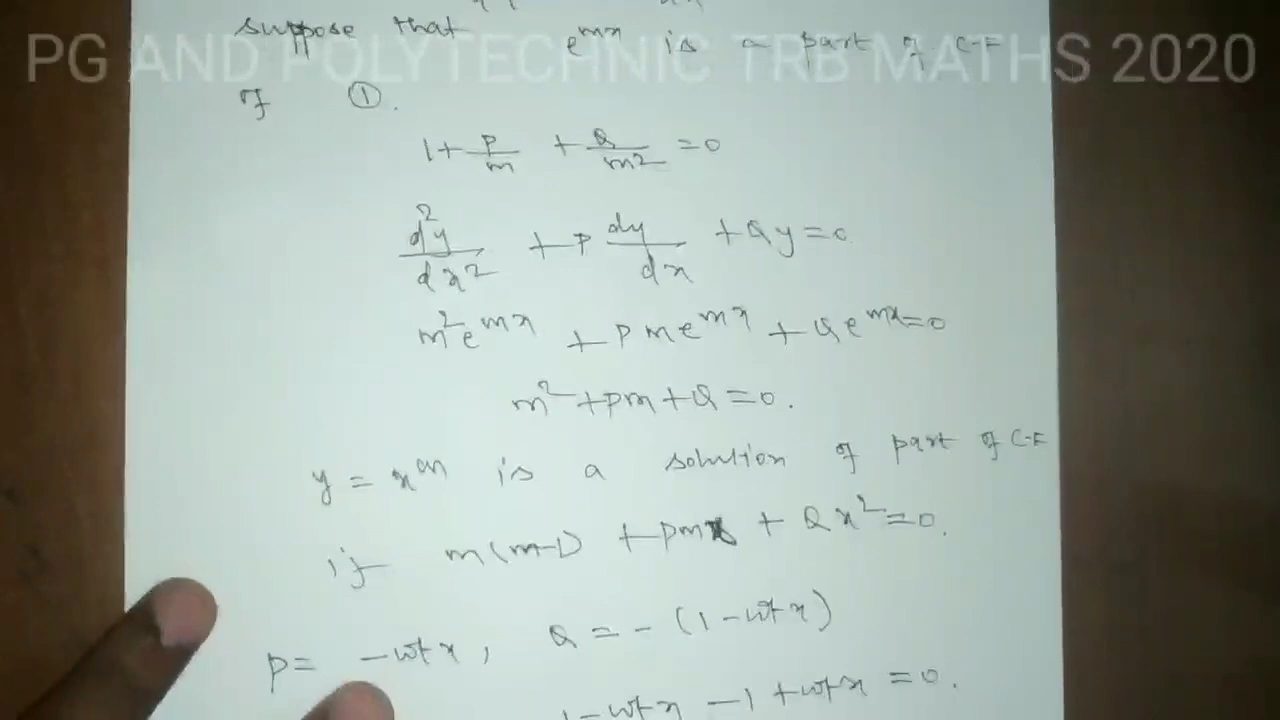 suppose that e^{mx} is a part of C.F
PG AND POLYTECHNIC TRB MATHS 2020
of ①.
1 + P/m + Q/m² = 0
d²y/dx² + P dy/dx + Qy = 0
m²e^{mx} + P me^{mx} + Qe^{mx} = 0
m² + pm + Q = 0.
y = x^m is a solution of part of C.F
if m(m-1) + pmx + Qx² = 0.
p = -cot x, Q = -(1-cot x)
1 - cot x - 1 + cot x = 0.